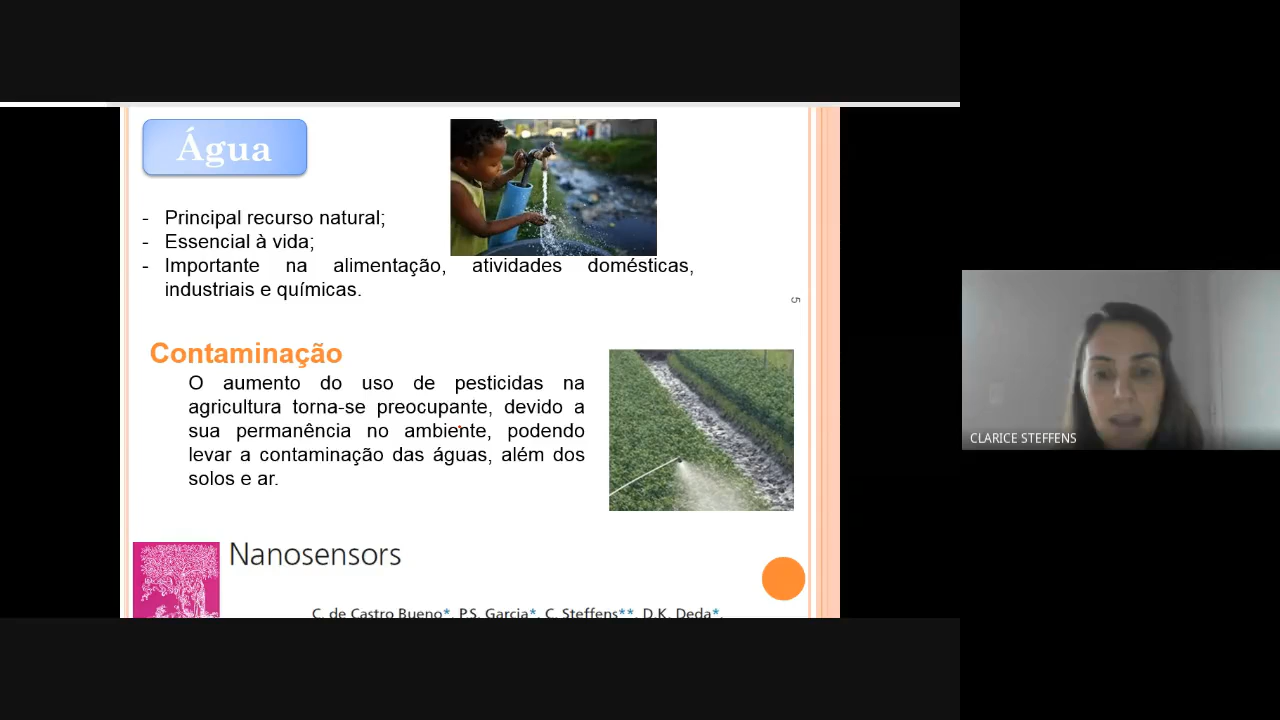 Água
- Principal recurso natural;
- Essencial à vida;
- Importante na alimentação, atividades domésticas,
industriais e químicas.
5
Contaminação
O aumento do uso de pesticidas na
agricultura torna-se preocupante, devido a
sua permanência no ambiente, podendo
levar a contaminação das águas, além dos
solos e ar.
Nanosensors
C. de Castro Bueno*, P.S. Garcia*, C. Steffens**, D.K. Deda*,
CLARICE STEFFENS